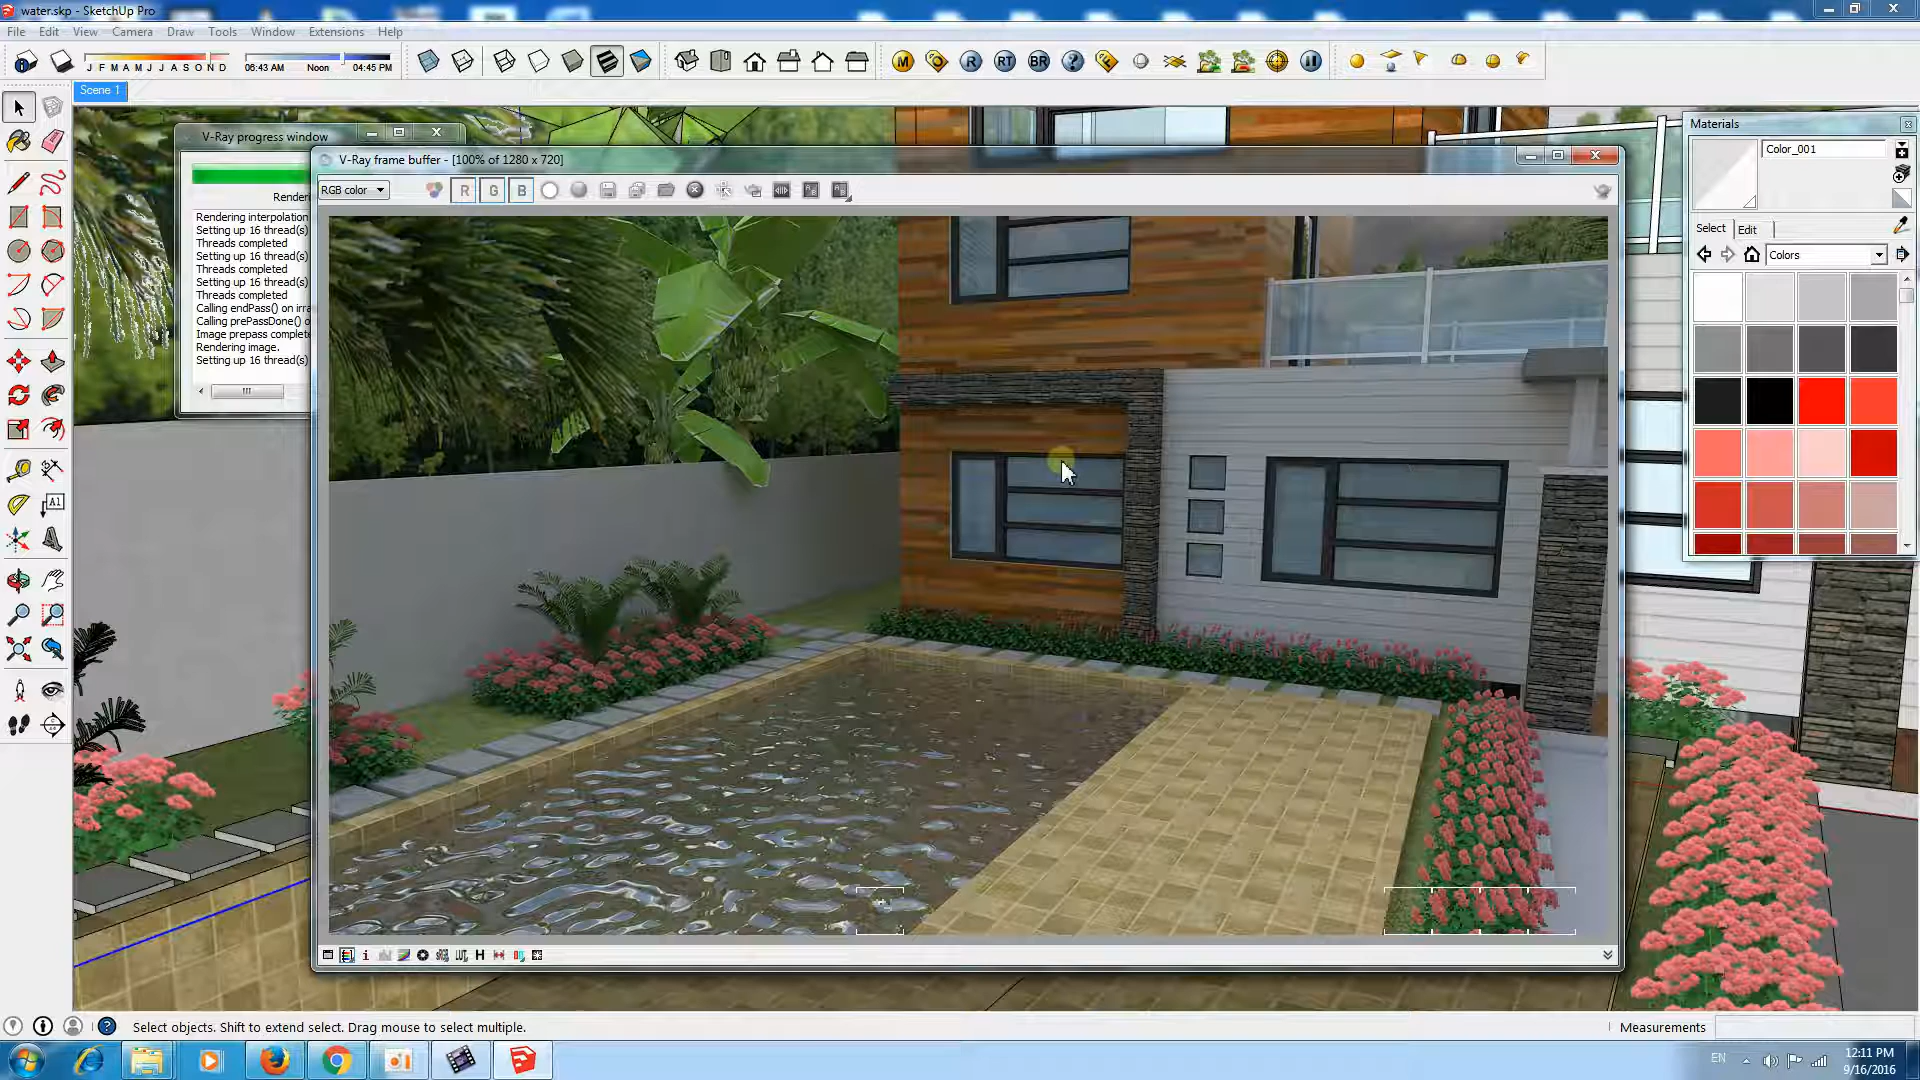 water.skp - SketchUp Pro
File Edit View Camera Draw Tools Window Extensions Help
J F M A M J J A S O N D
06:43 AM Noon 04:45 PM
M R RT BR
Scene 1
V-Ray progress window
Renderi
Rendering interpolation
Setting up 16 thread(s)
Threads completed
Setting up 16 thread(s)
Threads completed
Setting up 16 thread(s)
Threads completed
Calling endPass() on irra
Calling prePassDone() o
Image prepass complete
Rendering image.
Setting up 16 thread(s)
V-Ray frame buffer - [100% of 1280 x 720]
RGB color
R G B
H
Materials
Color_001
Select Edit
Colors
A1
Select objects. Shift to extend select. Drag mouse to select multiple.
Measurements
EN
12:11 PM
9/16/2016